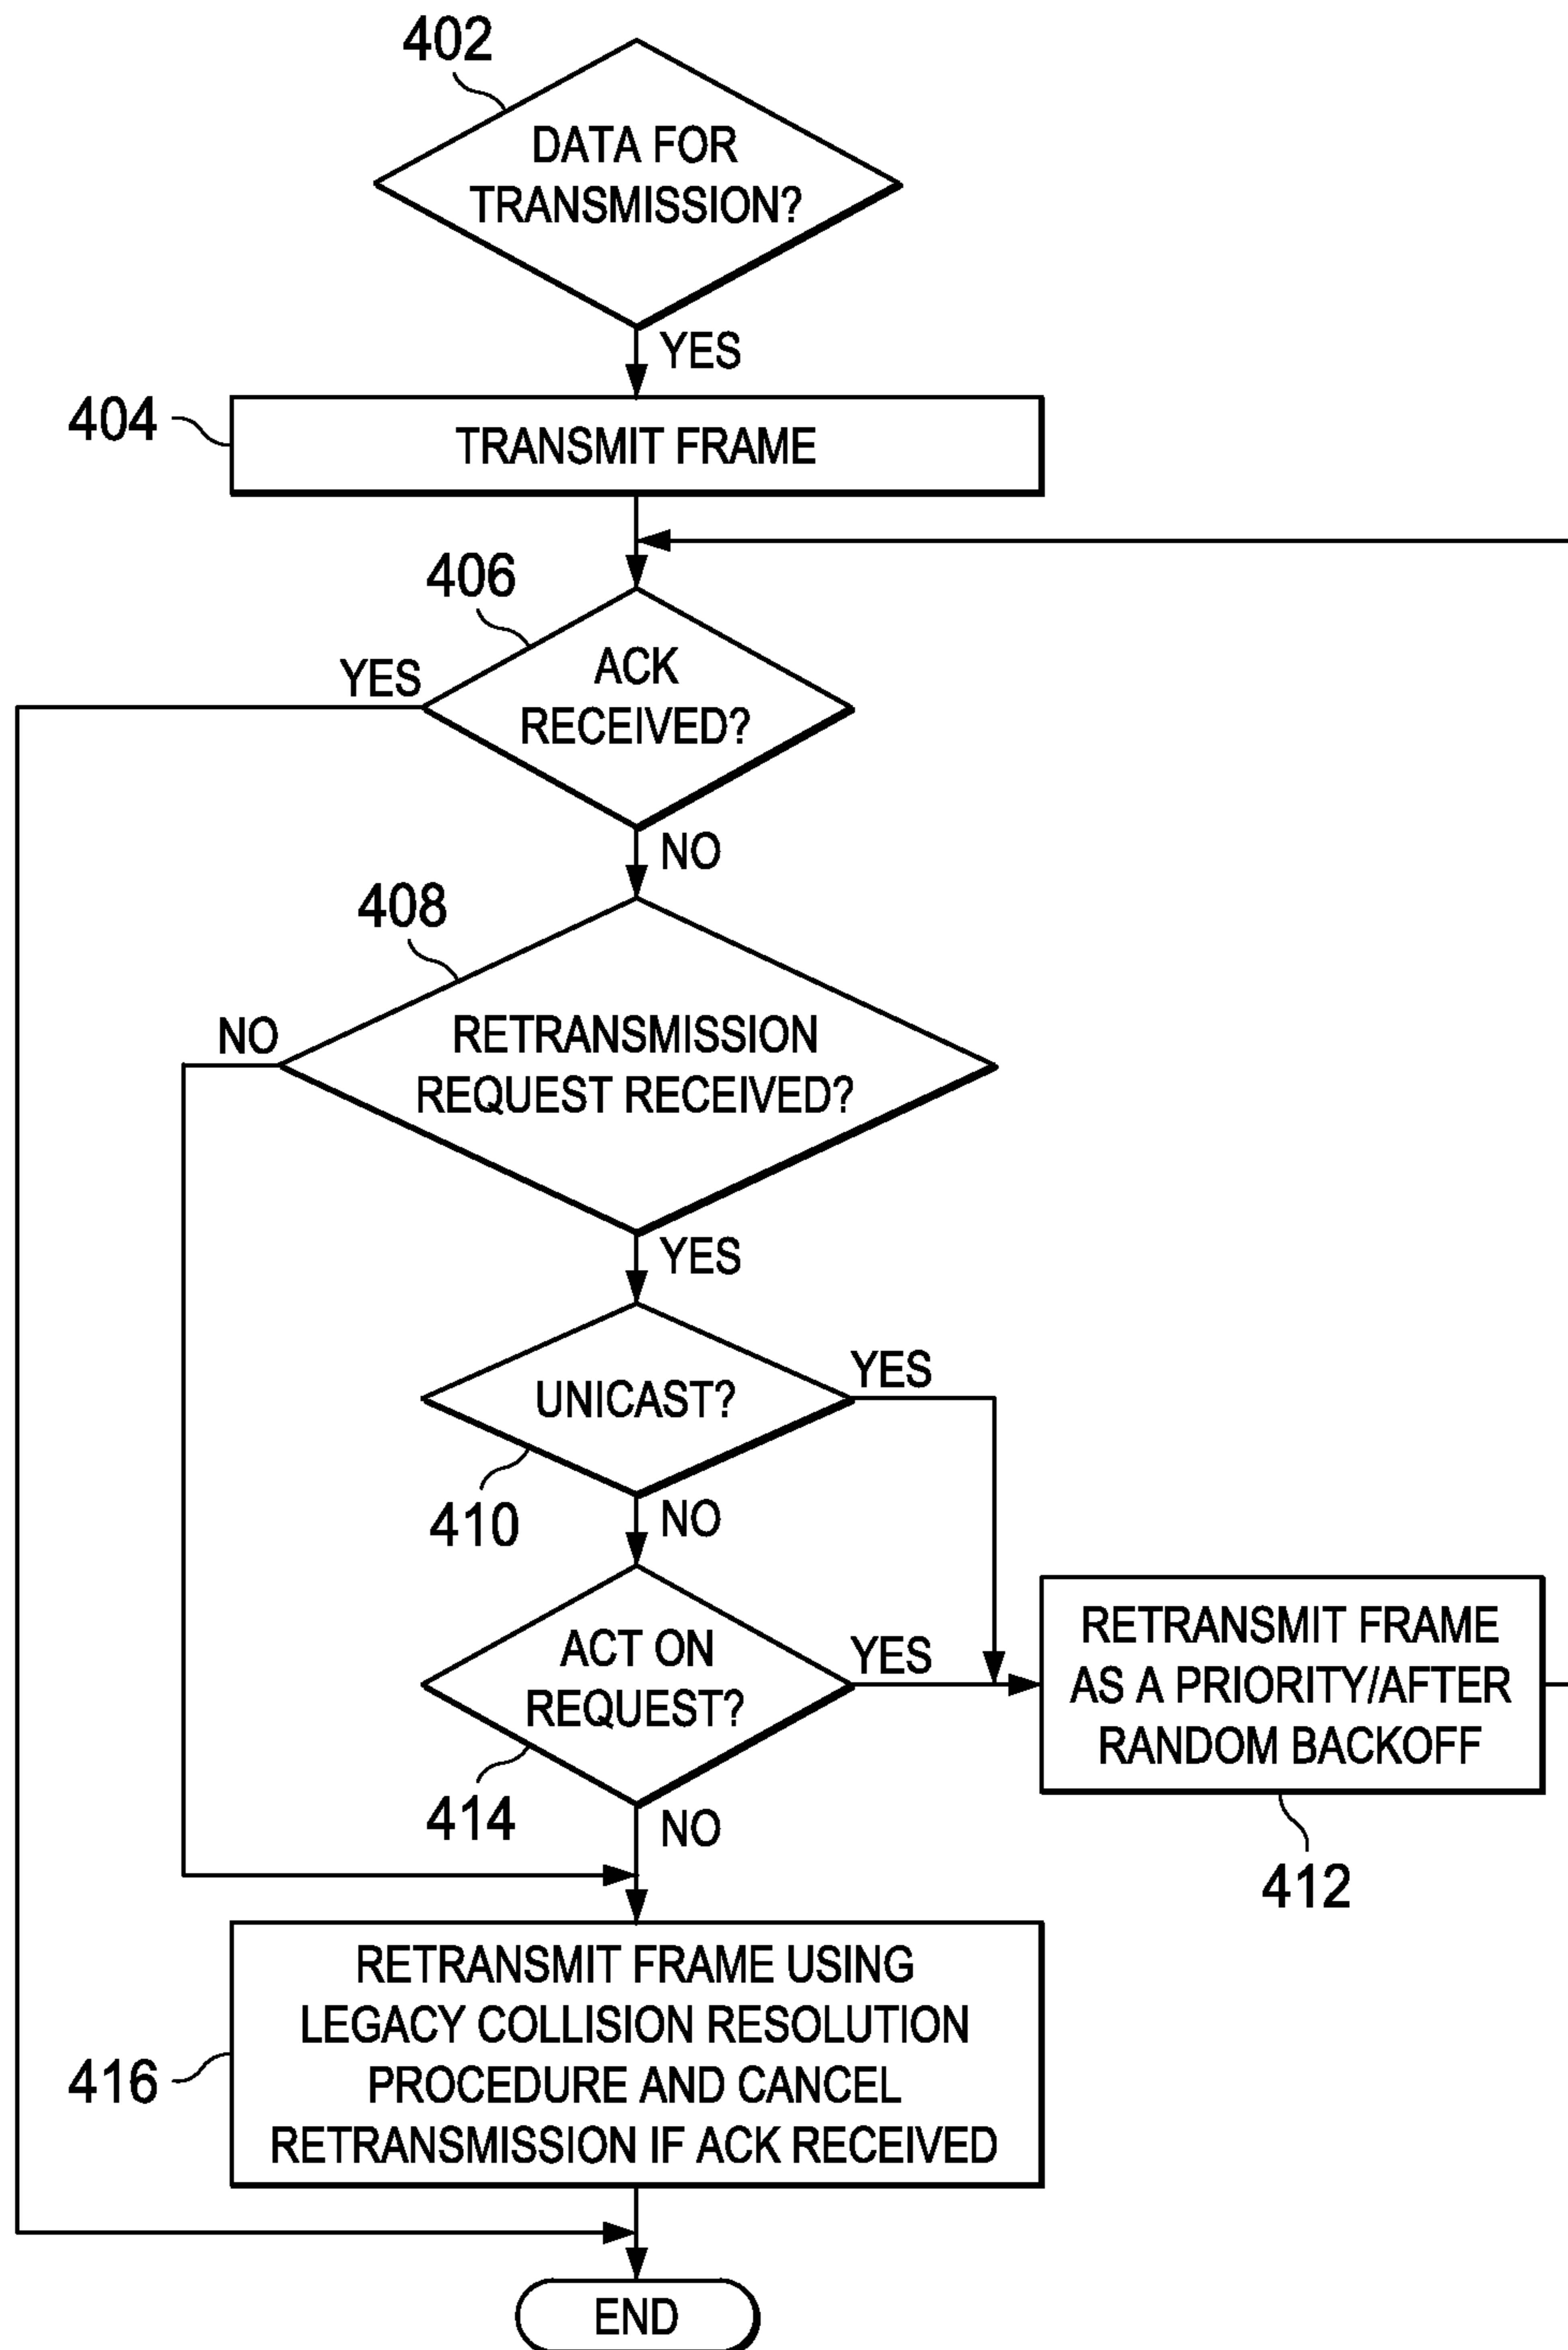 402
DATA FOR
TRANSMISSION?
YES
404
TRANSMIT FRAME
406
YES
ACK
RECEIVED?
NO
408
NO
RETRANSMISSION
REQUEST RECEIVED?
YES
UNICAST?
YES
410
NO
ACT ON
REQUEST?
YES
414
NO
RETRANSMIT FRAME
AS A PRIORITY/AFTER
RANDOM BACKOFF
412
416
RETRANSMIT FRAME USING
LEGACY COLLISION RESOLUTION
PROCEDURE AND CANCEL
RETRANSMISSION IF ACK RECEIVED
END